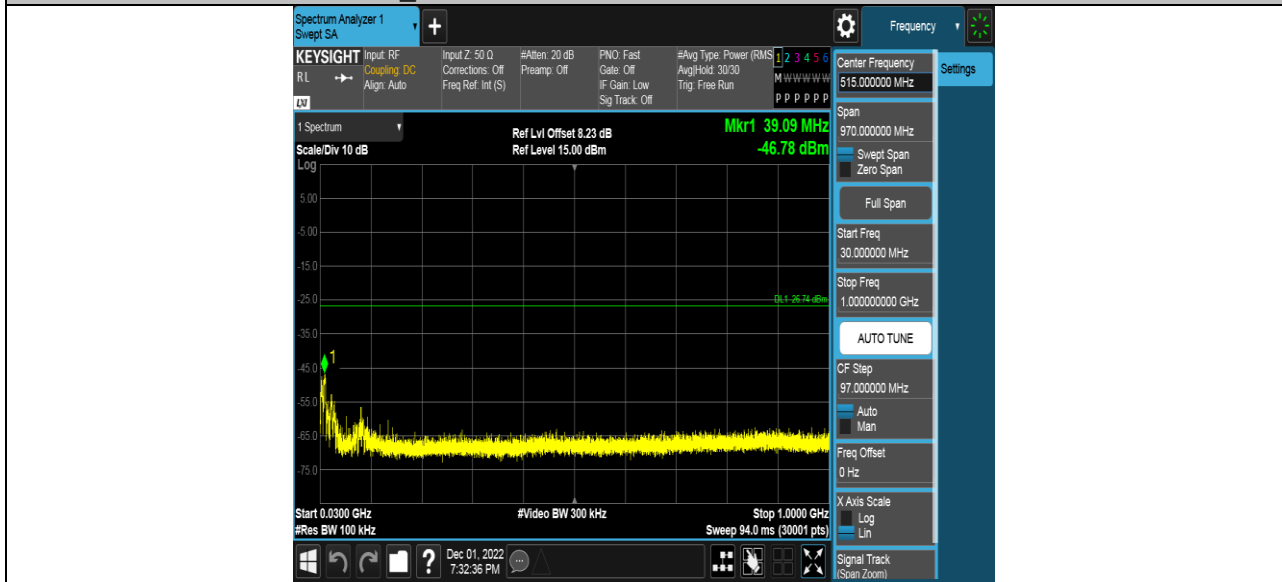 Spectrum Analyzer 1
Swept SA
+
Frequency
KEYSIGHT
RL
LXI
Input: RF
Coupling: DC
Align: Auto
Input Z: 50 Ω
Corrections: Off
Freq Ref: Int (S)
#Atten: 20 dB
Preamp: Off
PNO: Fast
Gate: Off
IF Gain: Low
Sig Track: Off
#Avg Type: Power (RMS
Avg|Hold: 30/30
Trig: Free Run
1 2 3 4 5 6
M W W W W W
P P P P P P
1 Spectrum
Scale/Div 10 dB
Ref Lvl Offset 8.23 dB
Ref Level 15.00 dBm
Mkr1 39.09 MHz
-46.78 dBm
Log
5.00
-5.00
-15.0
-25.0
DL1 -26.74 dBm
-35.0
1
-45.0
-55.0
-65.0
-75.0
Start 0.0300 GHz
#Res BW 100 kHz
#Video BW 300 kHz
Stop 1.0000 GHz
Sweep 94.0 ms (30001 pts)
?
Dec 01, 2022
7:32:36 PM
Center Frequency
515.000000 MHz
Settings
Span
970.000000 MHz
Swept Span
Zero Span
Full Span
Start Freq
30.000000 MHz
Stop Freq
1.000000000 GHz
AUTO TUNE
CF Step
97.000000 MHz
Auto
Man
Freq Offset
0 Hz
X Axis Scale
Log
Lin
Signal Track
(Span Zoom)